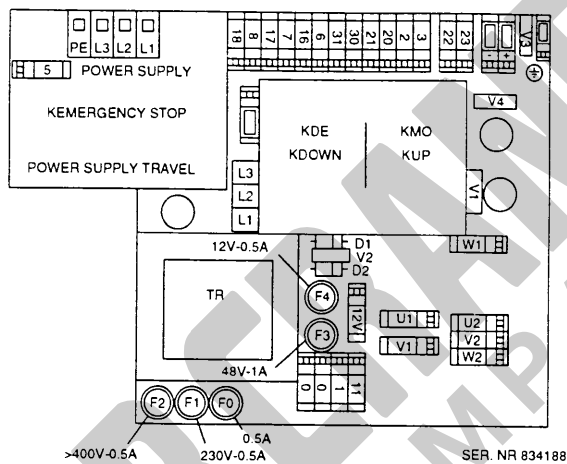 PE L3 L2 L1
18 8 17 7 16 6 31 30 21 20 2 3 22 23 - + V3
5 POWER SUPPLY
V4
KEMERGENCY STOP
KDE KMO
KDOWN KUP
POWER SUPPLY TRAVEL
L3
L2
L1
V1
W1
12V-0.5A
D1
V2
D2
TR
F4
12V
U1 U2
F3
V1 V2
W2
48V-1A
0 0 1 11
F2 F1 F0
0.5A
>400V-0.5A 230V-0.5A SER. NR 834188